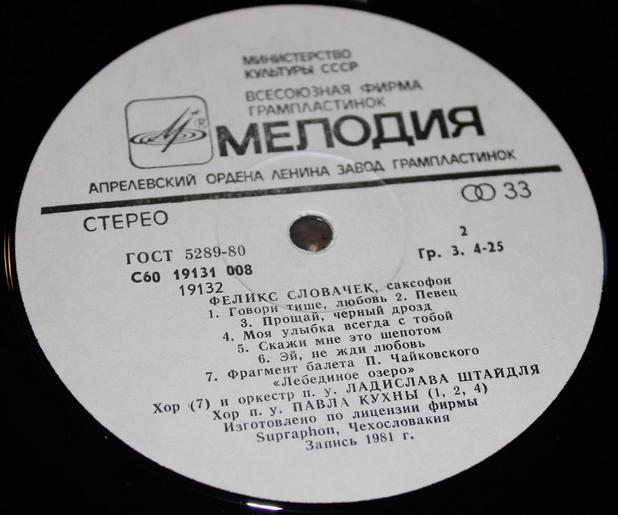 МИНИСТЕРСТВО
КУЛЬТУРЫ СССР
ВСЕСОЮЗНАЯ ФИРМА
ГРАМПЛАСТИНОК
® МЕЛОДИЯ
АПРЕЛЕВСКИЙ ОРДЕНА ЛЕНИНА ЗАВОД ГРАМПЛАСТИНОК
СТЕРЕО 33
ГОСТ 5289-80 2
С60 19131 008 Гр. 3. 4-25
19132
ФЕЛИКС СЛОВАЧЕК, саксофон
1. Говори тише, любовь 2. Певец
3. Прощай, черный дрозд
4. Моя улыбка всегда с тобой
5. Скажи мне это шепотом
6. Эй, не жди любовь
7. Фрагмент балета П. Чайковского
«Лебединое озеро»
Хор (7) и оркестр п. у. ЛАДИСЛАВА ШТАЙДЛЯ
Хор п. у. ПАВЛА КУХНЫ (1, 2, 4)
Изготовлено по лицензии фирмы
Supraphon, Чехословакия
Запись 1981 г.